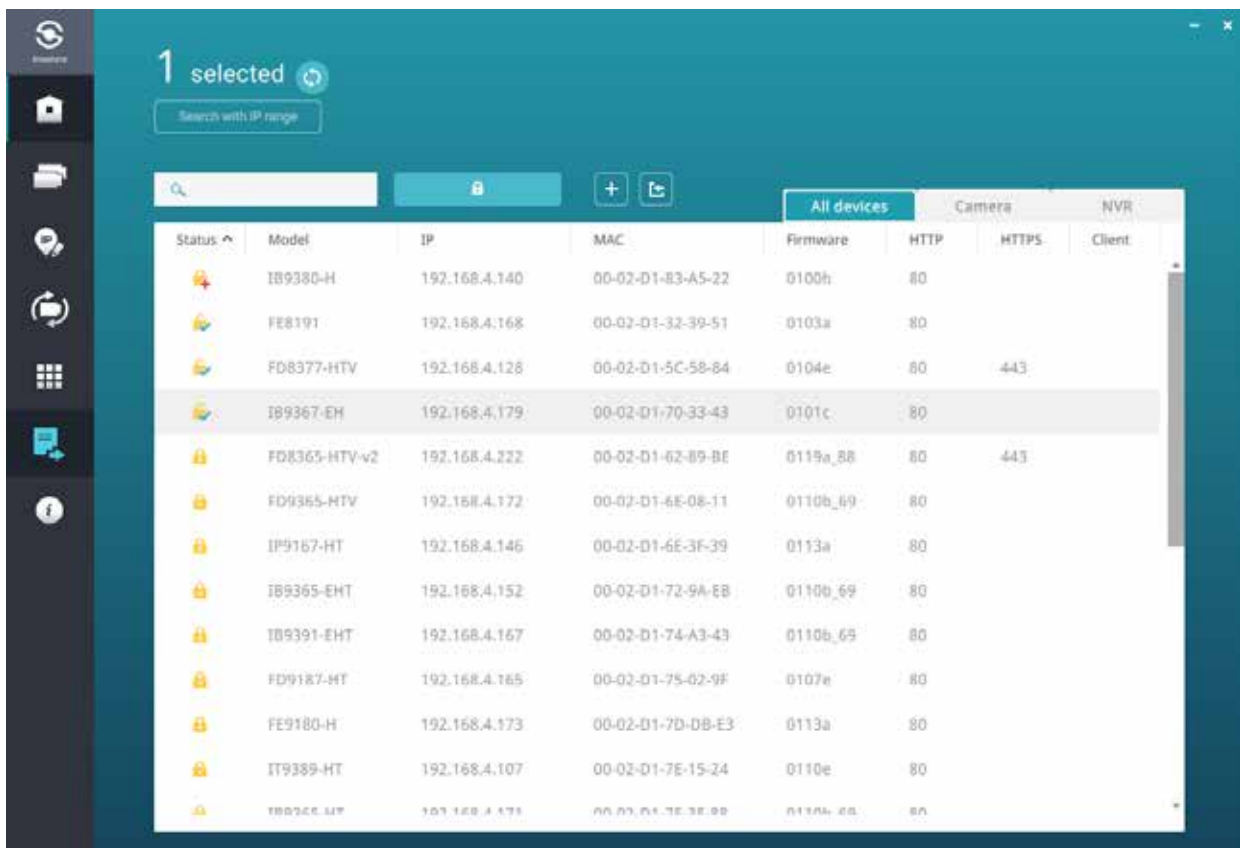 1 selected
Search with IP range
All devices Camera NVR
Status Model IP MAC Firmware HTTP HTTPS Client
IB9380-H 192.168.4.140 00-02-D1-83-A5-22 0100h 80
FE8191 192.168.4.168 00-02-D1-32-39-51 0103a 80
FD8377-HTV 192.168.4.128 00-02-D1-5C-58-84 0104e 80 443
IB9367-EH 192.168.4.179 00-02-D1-70-33-43 0101c 80
FD8365-HTV-v2 192.168.4.222 00-02-D1-62-89-BE 0119a_88 80 443
FD9365-HTV 192.168.4.172 00-02-D1-6E-08-11 0110b_69 80
IP9167-HT 192.168.4.146 00-02-D1-6E-3F-39 0113a 80
IB9365-EHT 192.168.4.152 00-02-D1-72-9A-EB 0110b_69 80
IB9391-EHT 192.168.4.167 00-02-D1-74-A3-43 0110b_69 80
FD9187-HT 192.168.4.165 00-02-D1-75-02-9F 0107e 80
FE9180-H 192.168.4.173 00-02-D1-7D-DB-E3 0113a 80
IT9389-HT 192.168.4.107 00-02-D1-7E-15-24 0110e 80
IB9365-HT 192.168.4.171 80